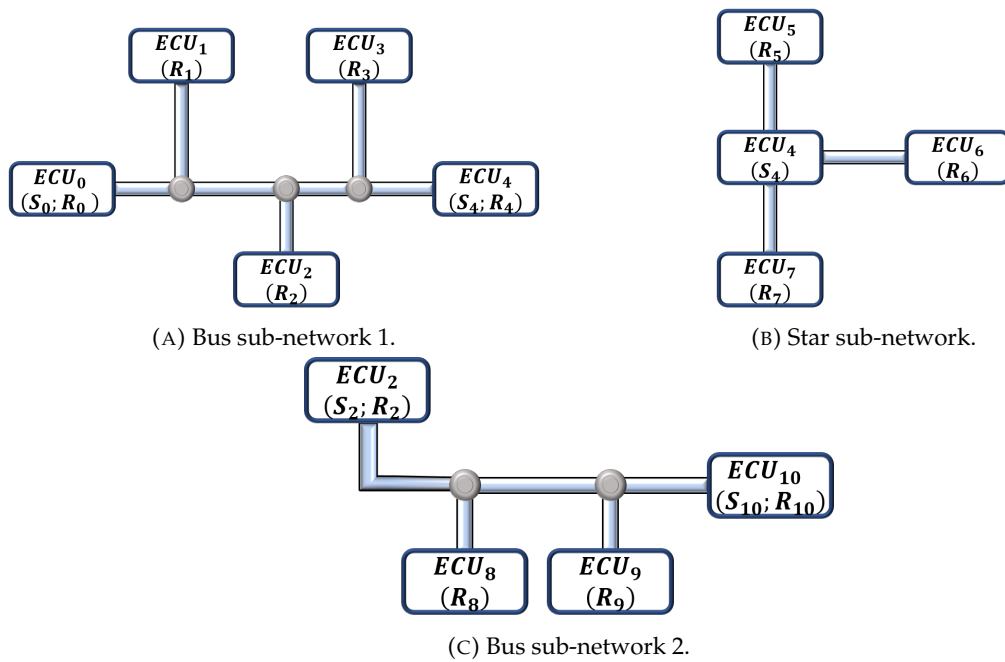 ECU₁
(R₁)
ECU₃
(R₃)
ECU₀
(S₀; R₀ )
ECU₄
(S₄; R₄)
ECU₂
(R₂)
(A) Bus sub-network 1.
ECU₅
(R₅)
ECU₄
(S₄)
ECU₆
(R₆)
ECU₇
(R₇)
(B) Star sub-network.
ECU₂
(S₂; R₂)
ECU₁₀
(S₁₀; R₁₀)
ECU₈
(R₈)
ECU₉
(R₉)
(C) Bus sub-network 2.